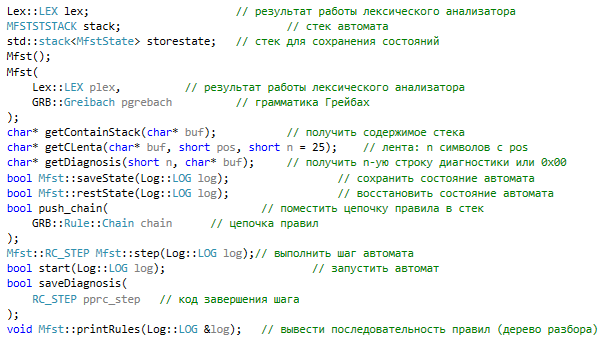 Lex::LEX lex; // результат работы лексического анализатора
MFSTSTSTACK stack; // стек автомата
std::stack<MfstState> storestate; // стек для сохранения состояний
Mfst();
Mfst(
Lex::LEX plex, // результат работы лексического анализатора
GRB::Greibach pgrebach // грамматика Грейбах
);
char* getContainStack(char* buf); // получить содержимое стека
char* getCLenta(char* buf, short pos, short n = 25); // лента: n символов с pos
char* getDiagnosis(short n, char* buf); // получить n-ую строку диагностики или 0x00
bool Mfst::saveState(Log::LOG log); // сохранить состояние автомата
bool Mfst::restState(Log::LOG log); // восстановить состояние автомата
bool push_chain( // поместить цепочку правила в стек
GRB::Rule::Chain chain // цепочка правил
);
Mfst::RC_STEP Mfst::step(Log::LOG log);// выполнить шаг автомата
bool start(Log::LOG log); // запустить автомат
bool saveDiagnosis(
RC_STEP pprc_step // код завершения шага
);
void Mfst::printRules(Log::LOG &log); // вывести последовательность правил (дерево разбора)